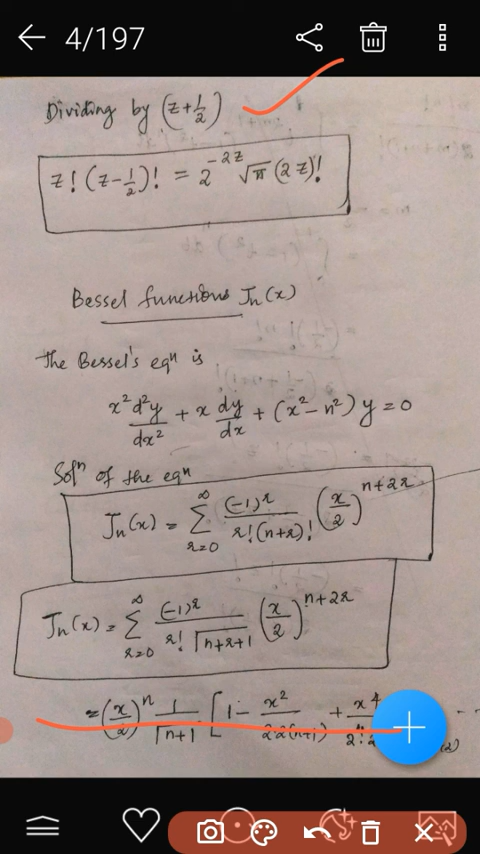 4/197
Dividing by (z+1/2)
z! (z-1/2)! = 2^-2z √π (2z)!
Bessel functions Jn(x)
The Bessel's eqn is
x² d²y/dx² + x dy/dx + (x²-n²) y = 0
Soln of the eqn
Jn(x) = ∞ Σ r=0 (-1)^r / r!(n+r)! (x/2)^n+2r
Jn(x) = ∞ Σ r=0 (-1)^r / r! Γn+r+1 (x/2)^n+2r
= (x/2)^n 1/Γn+1 [1 - x²/2.2(n+1) + x4